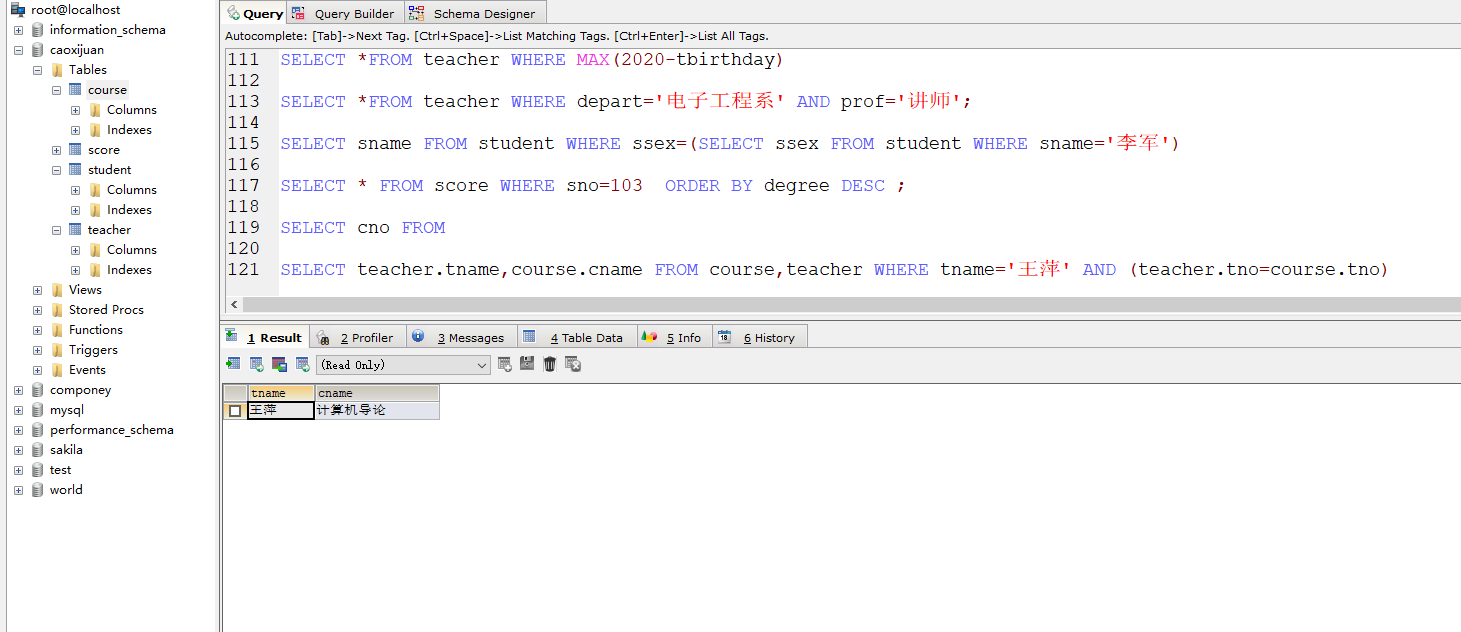 root@localhost
information_schema
caoxijuan
Tables
course
Columns
Indexes
score
student
Columns
Indexes
teacher
Columns
Indexes
Views
Stored Procs
Functions
Triggers
Events
componey
mysql
performance_schema
sakila
test
world
Query Query Builder Schema Designer
Autocomplete: [Tab]->Next Tag. [Ctrl+Space]->List Matching Tags. [Ctrl+Enter]->List All Tags.
111 SELECT *FROM teacher WHERE MAX(2020-tbirthday)
112
113 SELECT *FROM teacher WHERE depart='电子工程系' AND prof='讲师';
114
115 SELECT sname FROM student WHERE ssex=(SELECT ssex FROM student WHERE sname='李军')
116
117 SELECT * FROM score WHERE sno=103  ORDER BY degree DESC ;
118
119 SELECT cno FROM
120
121 SELECT teacher.tname,course.cname FROM course,teacher WHERE tname='王萍' AND (teacher.tno=course.tno)
1 Result 2 Profiler 3 Messages 4 Table Data 5 Info 6 History
(Read Only)
tname cname
王萍 计算机导论